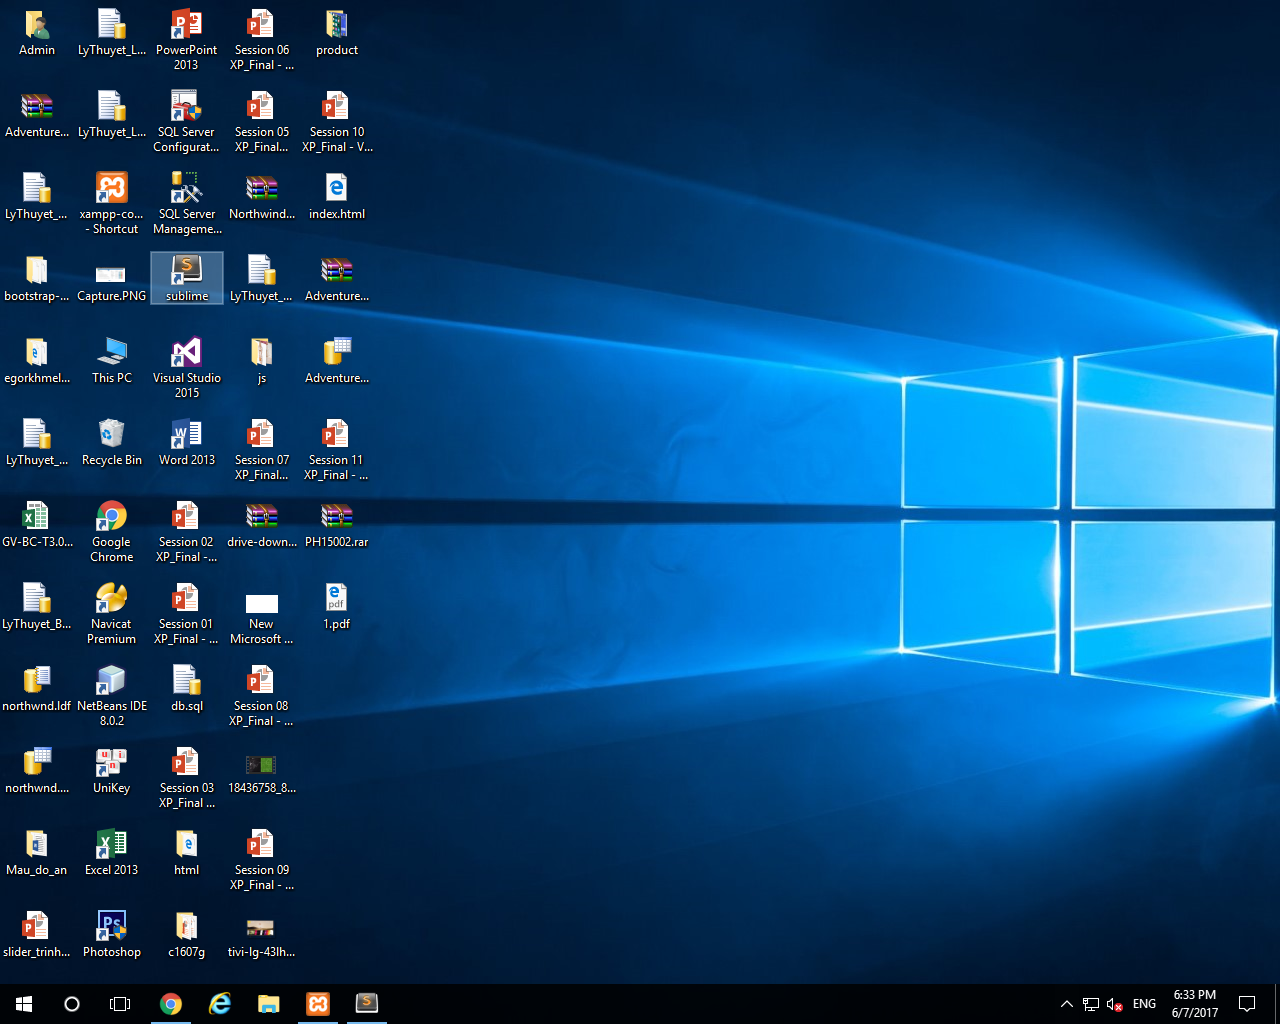 Admin
LyThuyet_L...
PowerPoint
2013
Session 06
XP_Final - ...
product
Adventure...
LyThuyet_L...
SQL Server
Configurat...
Session 05
XP_Final...
Session 10
XP_Final - V...
LyThuyet_...
xampp-co...
- Shortcut
SQL Server
Manageme...
Northwind...
index.html
bootstrap-...
Capture.PNG
S
sublime
LyThuyet_...
Adventure...
egorkhmel...
This PC
Visual Studio
2015
js
Adventure...
LyThuyet_...
Recycle Bin
Word 2013
Session 07
XP_Final...
Session 11
XP_Final - ...
GV-BC-T3.0...
Google
Chrome
Session 02
XP_Final -...
drive-down...
PH15002.rar
LyThuyet_B...
Navicat
Premium
Session 01
XP_Final - ...
New
Microsoft ...
pdf
1.pdf
northwnd.ldf
NetBeans IDE
8.0.2
db.sql
Session 08
XP_Final - ...
northwnd....
UniKey
Session 03
XP_Final ...
18436758_8...
Mau_do_an
Excel 2013
html
Session 09
XP_Final - ...
slider_trinh...
Ps
Photoshop
c1607g
tivi-lg-43lh...
ENG
6:33 PM
6/7/2017